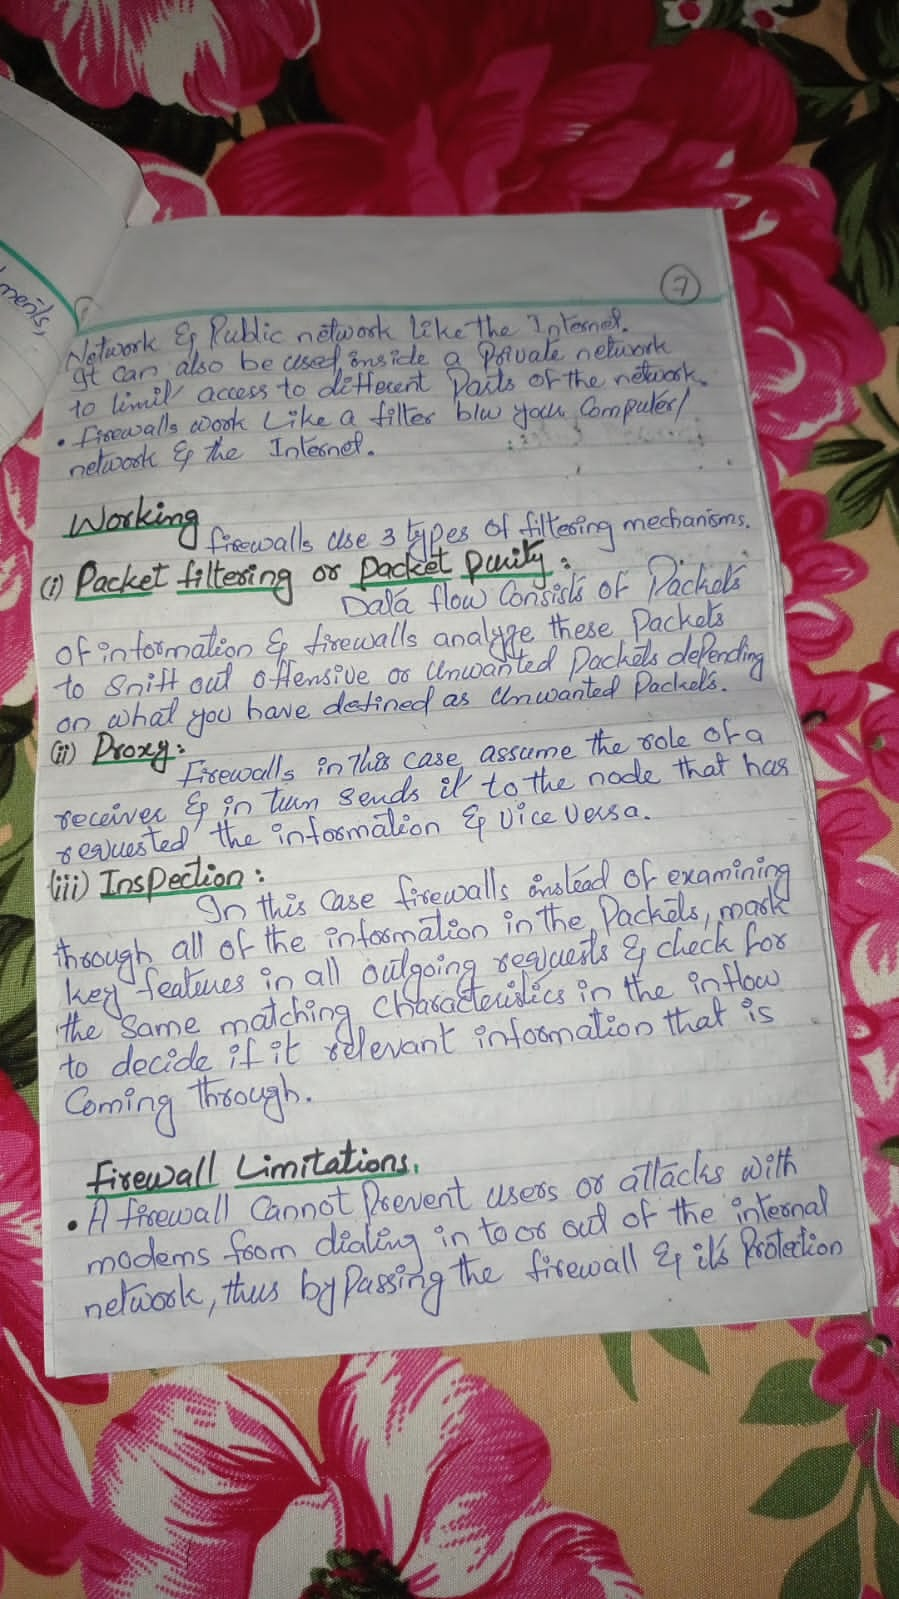 ments,
7
Network & Public network like the Internet.
It can also be used inside a Private network
to limit access to different Parts of the network.
• firewalls work Like a filter b/w your Computer/
network & the Internet.
Working
firewalls use 3 types of filtering mechanisms.
(i) Packet filtering or Packet Purity:
Data flow Consists of Packets
of information & firewalls analyze these Packets
to Sniff out offensive or Unwanted Packets depending
on what you have defined as Unwanted Packets.
(ii) Proxy:
Firewalls in this case assume the role of a
receiver & in turn sends it to the node that has
requested the information & vice versa.
(iii) Inspection:
In this Case firewalls instead of examining
through all of the information in the Packets, mark
key features in all outgoing requests & check for
the Same matching Characteristics in the inflow
to decide if it relevant information that is
Coming through.
Firewall Limitations.
• A firewall Cannot Prevent users or attacks with
modems from dialing in to or out of the internal
network, thus by Passing the firewall & it's Protection